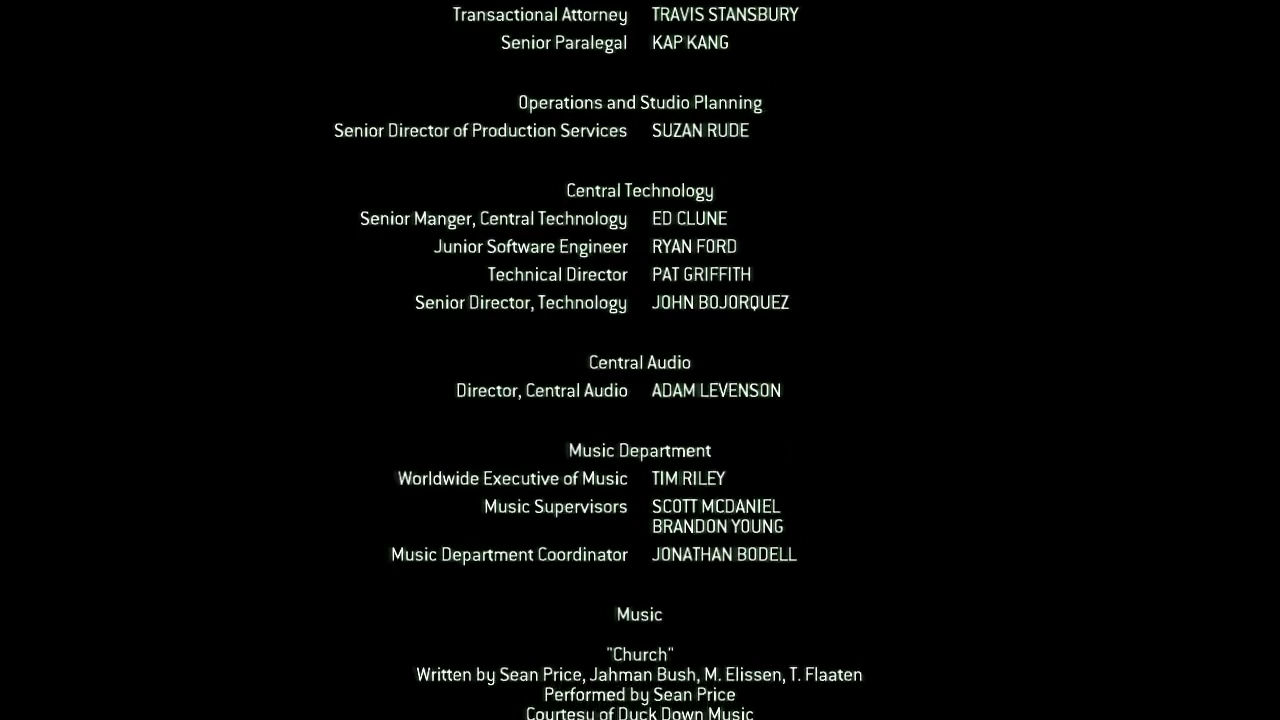 Transactional Attorney TRAVIS STANSBURY
Senior Paralegal KAP KANG
Operations and Studio Planning
Senior Director of Production Services SUZAN RUDE
Central Technology
Senior Manger, Central Technology ED CLUNE
Junior Software Engineer RYAN FORD
Technical Director PAT GRIFFITH
Senior Director, Technology JOHN BOJORQUEZ
Central Audio
Director, Central Audio ADAM LEVENSON
Music Department
Worldwide Executive of Music TIM RILEY
Music Supervisors SCOTT MCDANIEL
BRANDON YOUNG
Music Department Coordinator JONATHAN BODELL
Music
"Church"
Written by Sean Price, Jahman Bush, M. Elissen, T. Flaaten
Performed by Sean Price
Courtesy of Duck Down Music